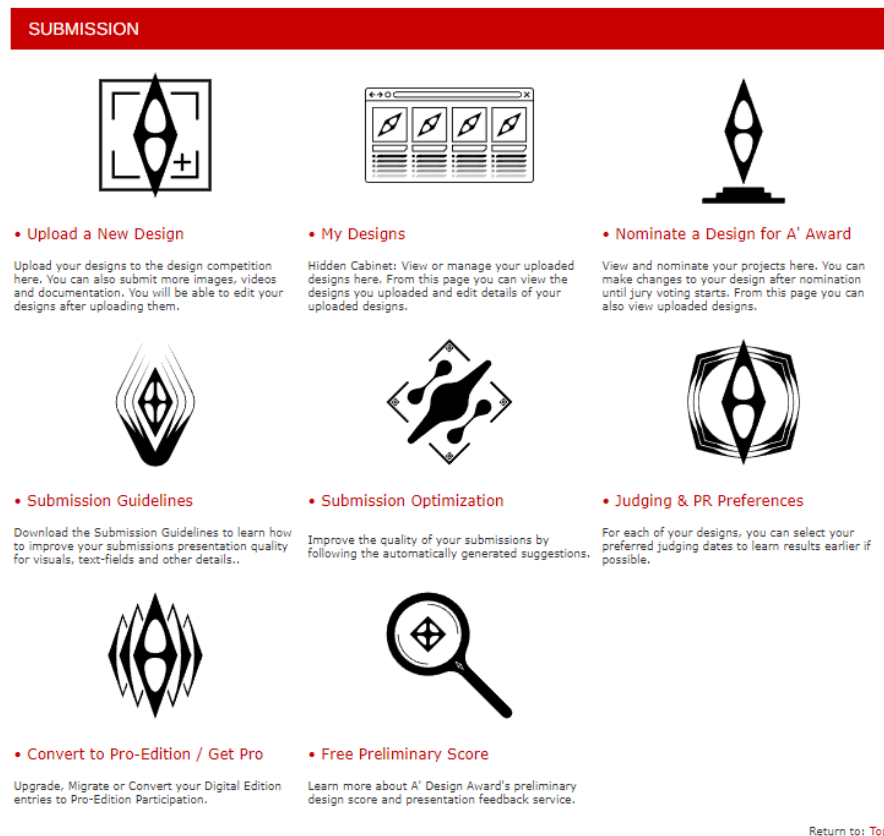 SUBMISSION
• Upload a New Design
Upload your designs to the design competition
here. You can also submit more images, videos
and documentation. You will be able to edit your
designs after uploading them.
• My Designs
Hidden Cabinet: View or manage your uploaded
designs here. From this page you can view the
designs you uploaded and edit details of your
uploaded designs.
• Nominate a Design for A' Award
View and nominate your projects here. You can
make changes to your design after nomination
until jury voting starts. From this page you can
also view uploaded designs.
• Submission Guidelines
Download the Submission Guidelines to learn how
to improve your submissions presentation quality
for visuals, text-fields and other details..
• Submission Optimization
Improve the quality of your submissions by
following the automatically generated suggestions.
• Judging & PR Preferences
For each of your designs, you can select your
preferred judging dates to learn results earlier if
possible.
• Convert to Pro-Edition / Get Pro
Upgrade, Migrate or Convert your Digital Edition
entries to Pro-Edition Participation.
• Free Preliminary Score
Learn more about A' Design Award's preliminary
design score and presentation feedback service.
Return to: Top